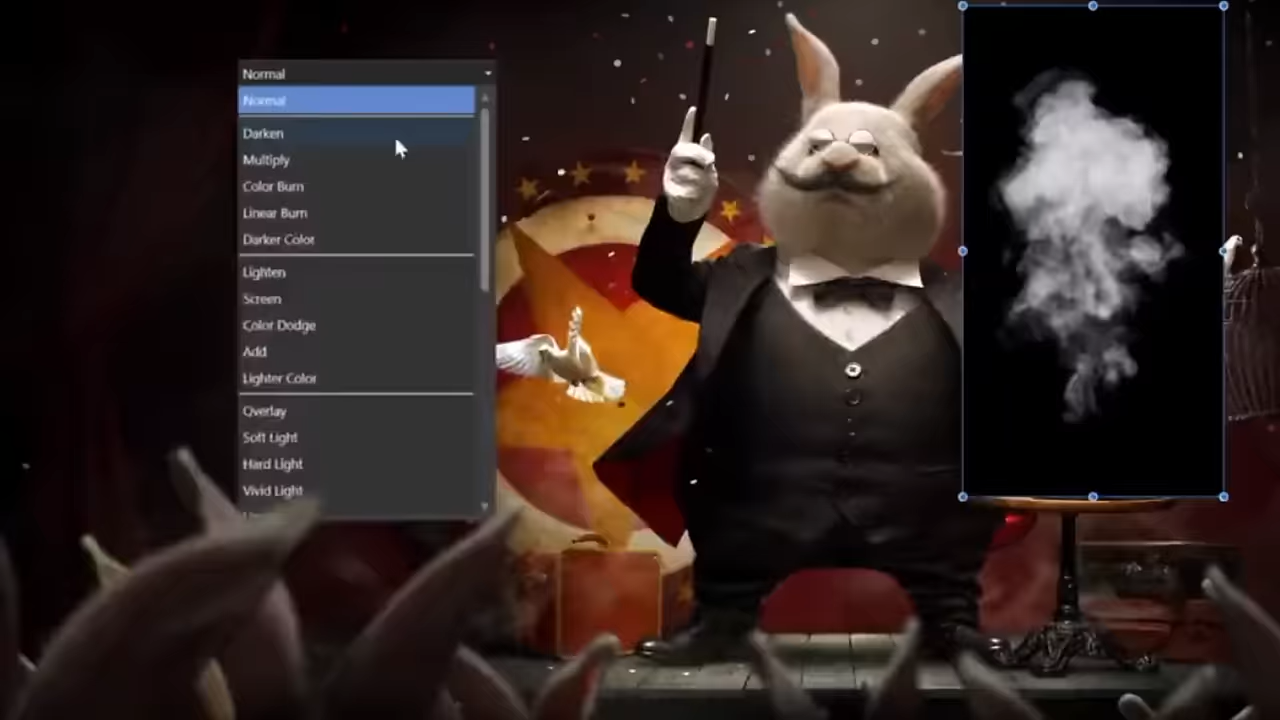 Normal
Normal
Darken
Multiply
Color Burn
Linear Burn
Darker Color
Lighten
Screen
Color Dodge
Add
Lighter Color
Overlay
Soft Light
Hard Light
Vivid Light